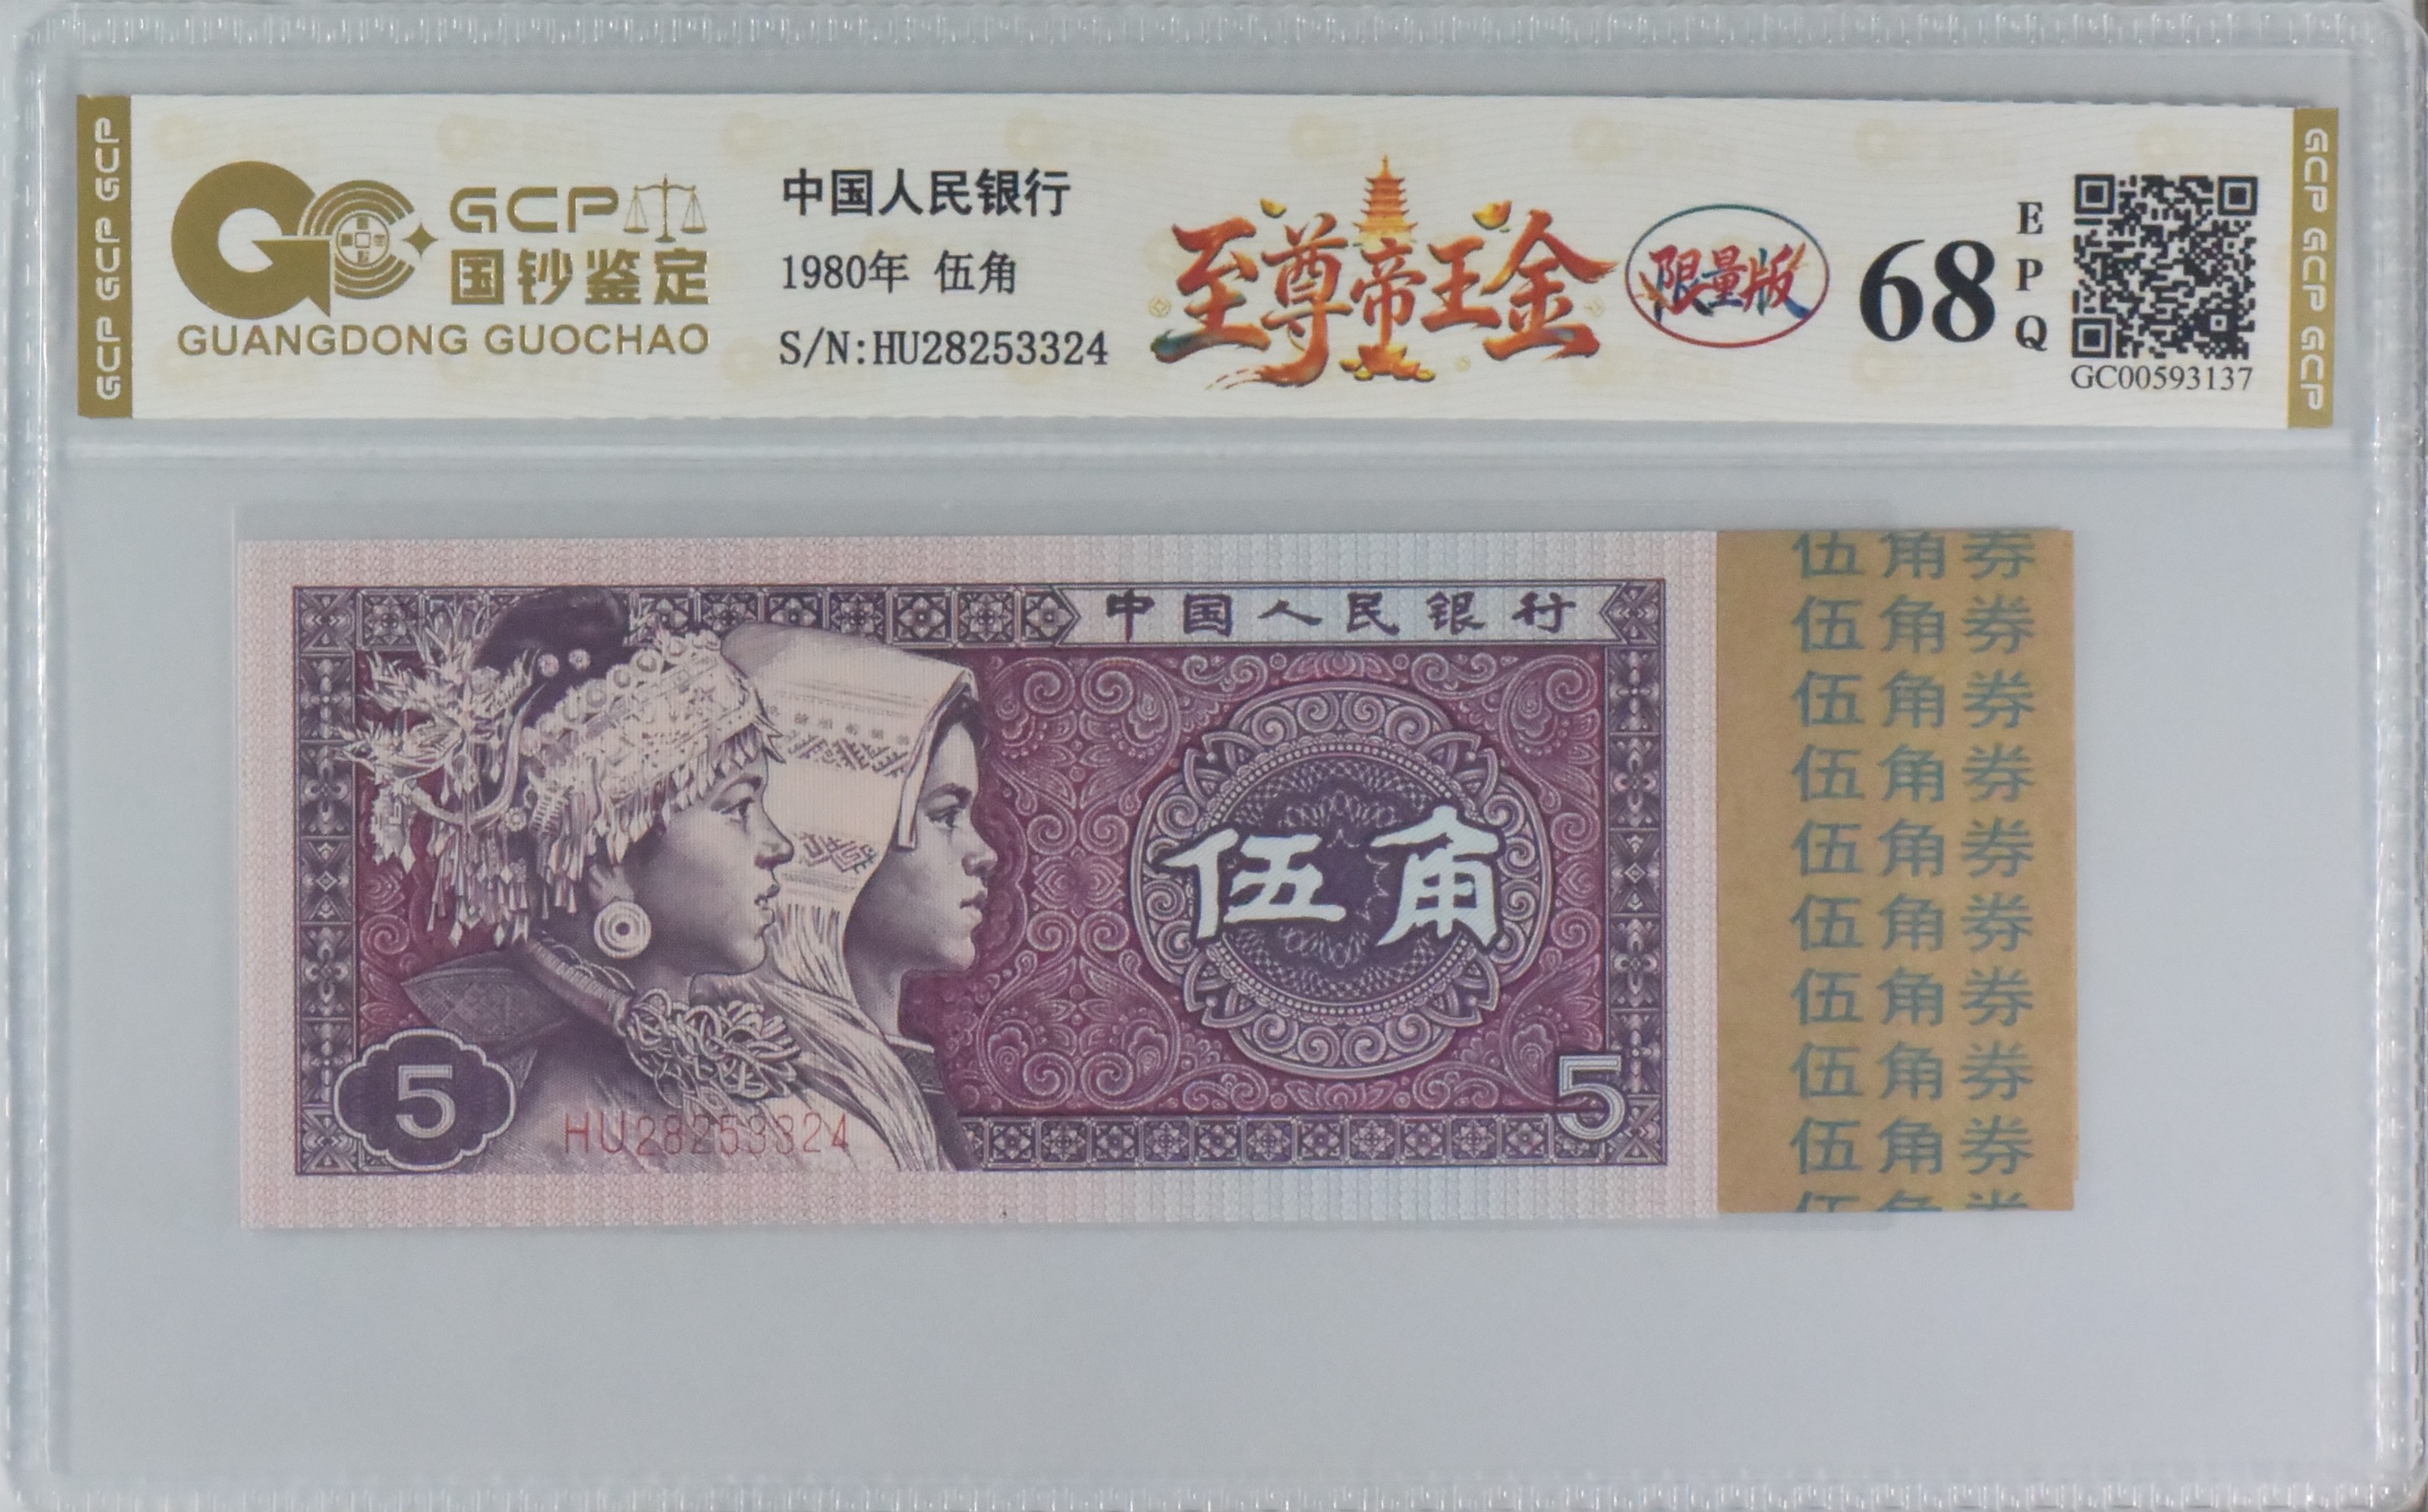 GCP GCP GCP
GCP
国钞鉴定
GUANGDONG GUOCHAO
中国人民银行
1980年 伍角
S/N:HU28253324
至尊帝王金
限量版
68
EPQ
GC00593137
GCP GCP GCP
中国人民银行
伍角
5
5
HU28253324
伍角券
伍角券
伍角券
伍角券
伍角券
伍角券
伍角券
伍角券
伍角券
伍角券